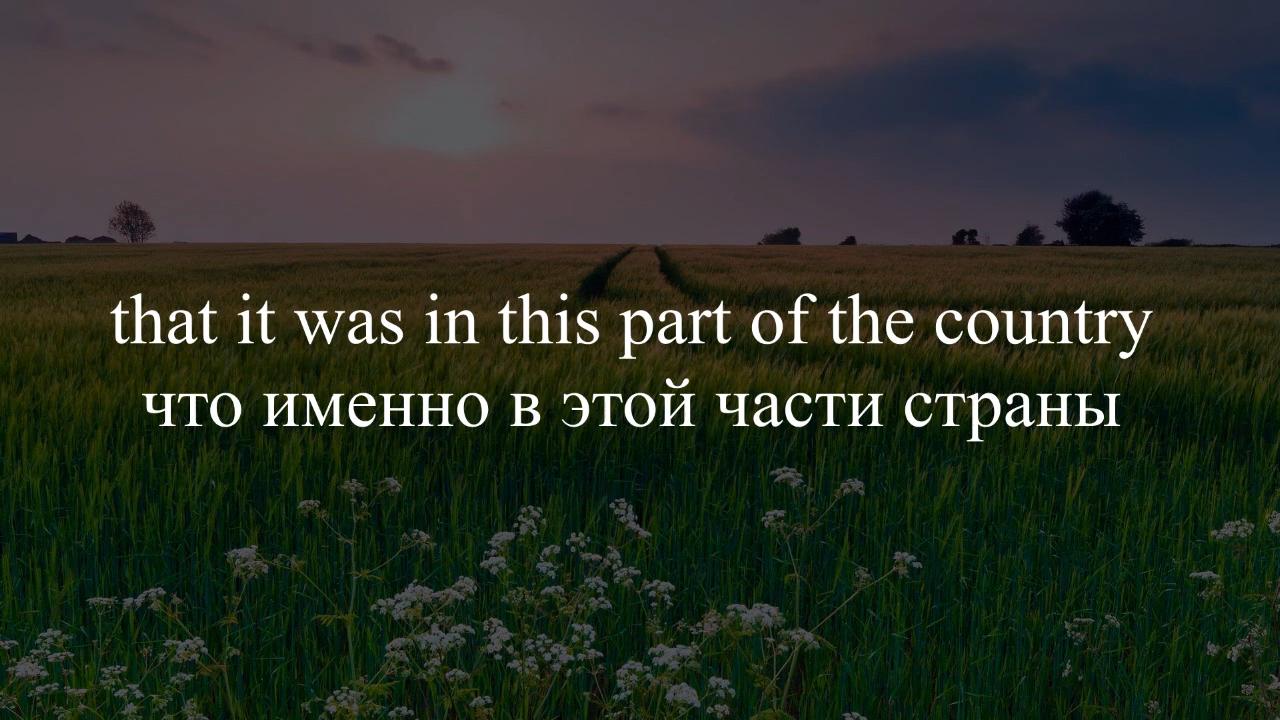 that it was in this part of the country
что именно в этой части страны